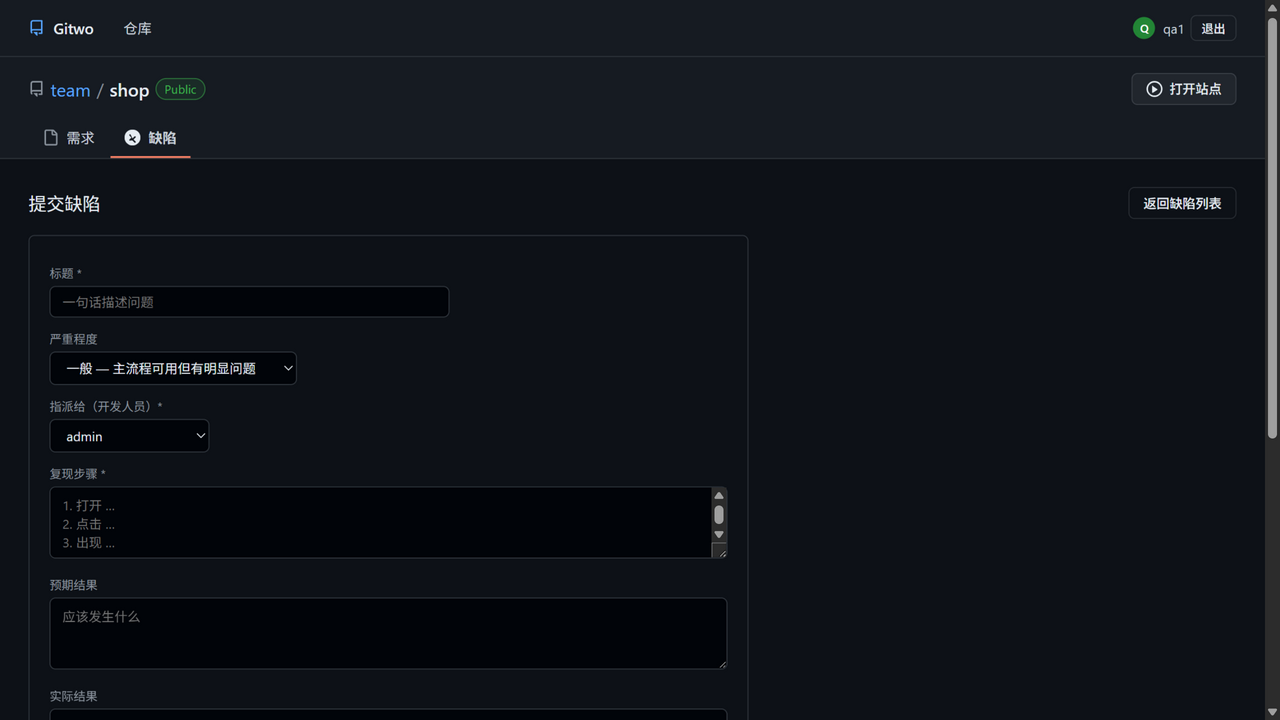 Gitwo 仓库 Q qa1 退出
team / shop Public 打开站点
需求 缺陷
提交缺陷 返回缺陷列表
标题 *
一句话描述问题
严重程度
一般 — 主流程可用但有明显问题
指派给（开发人员）*
admin
复现步骤 *
1. 打开 ...
2. 点击 ...
3. 出现 ...
预期结果
应该发生什么
实际结果